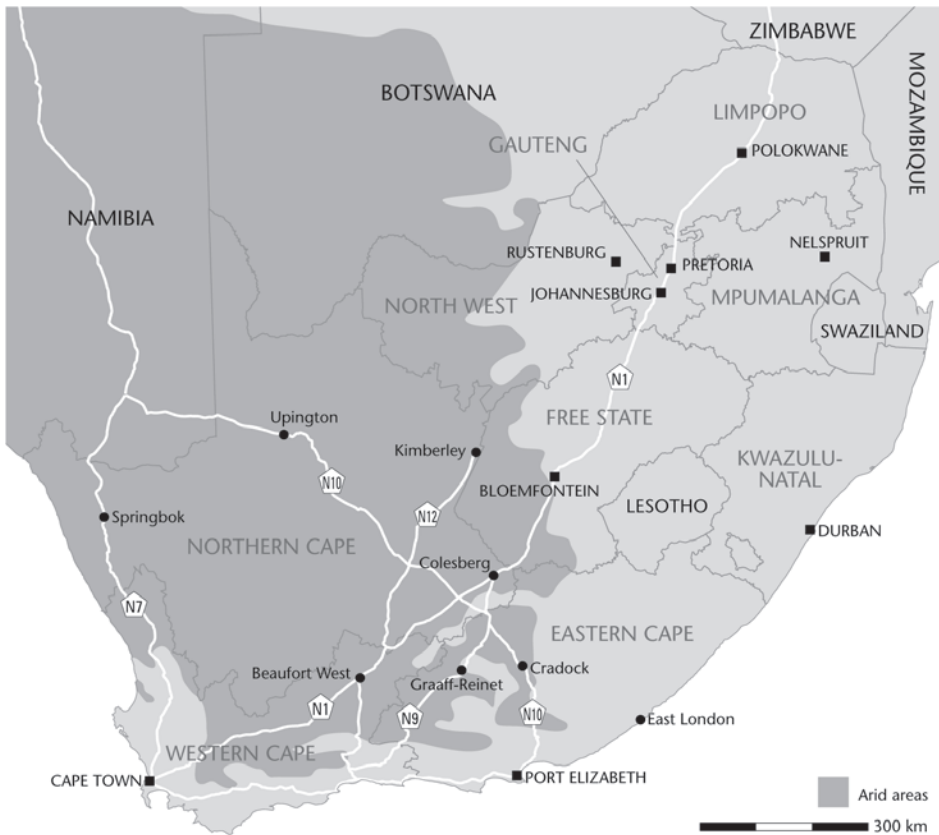 ZIMBABWE
MOZAMBIQUE
BOTSWANA
LIMPOPO
GAUTENG
POLOKWANE
NAMIBIA
NELSPRUIT
RUSTENBURG
PRETORIA
JOHANNESBURG
NORTH WEST
MPUMALANGA
SWAZILAND
N1
Upington
FREE STATE
Kimberley
KWAZULU-
NATAL
N10
BLOEMFONTEIN
LESOTHO
N12
Springbok
DURBAN
NORTHERN CAPE
Colesberg
N7
EASTERN CAPE
Beaufort West
Graaff-Reinet
Cradock
N1
N9
N10
East London
WESTERN CAPE
CAPE TOWN
PORT ELIZABETH
Arid areas
300 km